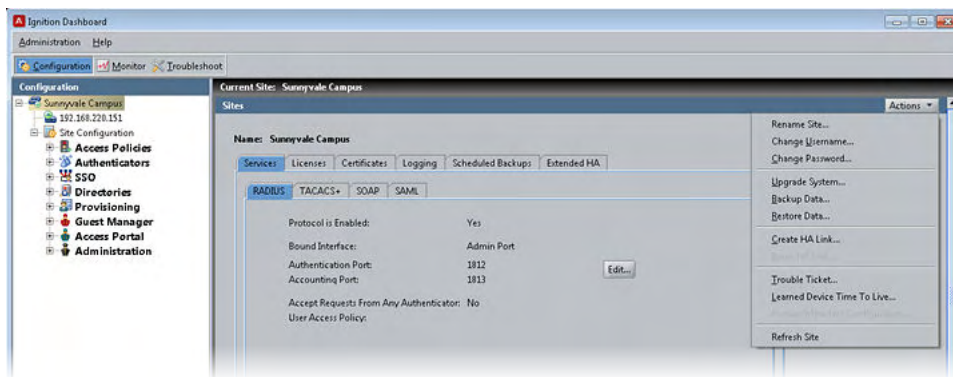 Ignition Dashboard
Administration Help
Configuration Monitor Troubleshoot
Configuration
Sunnyvale Campus
192.168.220.151
Site Configuration
Access Policies
Authenticators
SSO
Directories
Provisioning
Guest Manager
Access Portal
Administration
Current Site: Sunnyvale Campus
Sites
Actions
Name: Sunnyvale Campus
Services Licenses Certificates Logging Scheduled Backups Extended HA
RADIUS TACACS+ SOAP SAML
Protocol is Enabled: Yes
Bound Interface: Admin Port
Authentication Port: 1812
Edit...
Accounting Port: 1813
Accept Requests From Any Authenticator: No
User Access Policy:
Rename Site...
Change Username...
Change Password...
Upgrade System...
Backup Data...
Restore Data...
Create HA Link...
Trouble Ticket...
Learned Device Time To Live...
Refresh Site